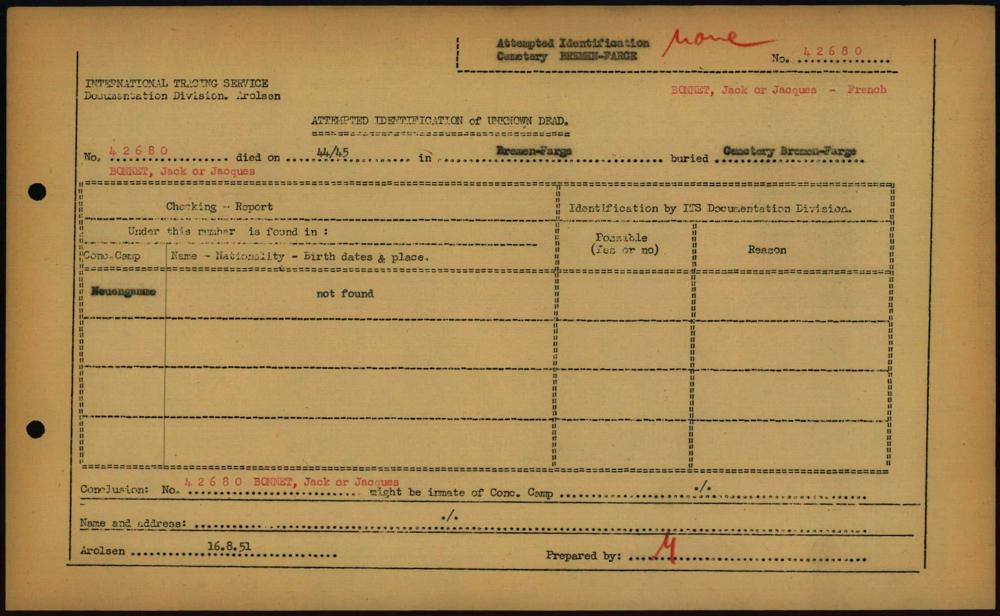 Attempted Identification
Cemetery BREMEN-FARGE
None
No. 42680
INTERNATIONAL TRACING SERVICE
Documentation Division. Arolsen
BONNET, Jack or Jacques - French
ATTEMPTED IDENTIFICATION of UNKNOWN DEAD.
No. 42680 died on 44/45 in Bremen-Farge buried Cemetery Bremen-Farge
BONNET, Jack or Jacques
Checking - Report
Identification by ITS Documentation Division.
Under this number is found in :
Possible
(Yes or no)
Reason
Conc.Camp
Name - Nationality - Birth dates & place.
Neuengamme
not found
Conclusion: No. 42680 BONNET, Jack or Jacques might be inmate of Conc. Camp ./.
Name and address: ./.
Arolsen 16.8.51
Prepared by: